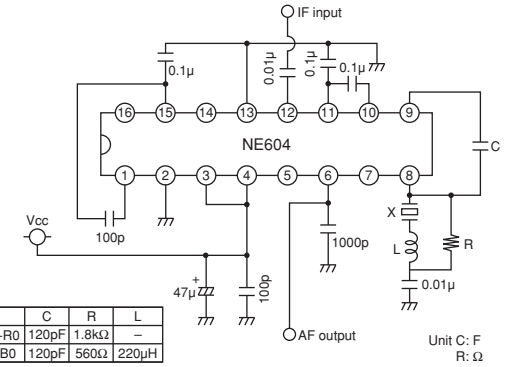 IF input
0.1μ
0.01μ
0.1μ
0.1μ
16 15 14 13 12 11 10 9
NE604
C
1 2 3 4 5 6 7 8
Vcc
100p
X
L
R
1000p
0.01μ
+
47μ
100p
AF output
C R L
-R0 120pF 1.8kΩ –
B0 120pF 560Ω 220μH
Unit C: F
R: Ω